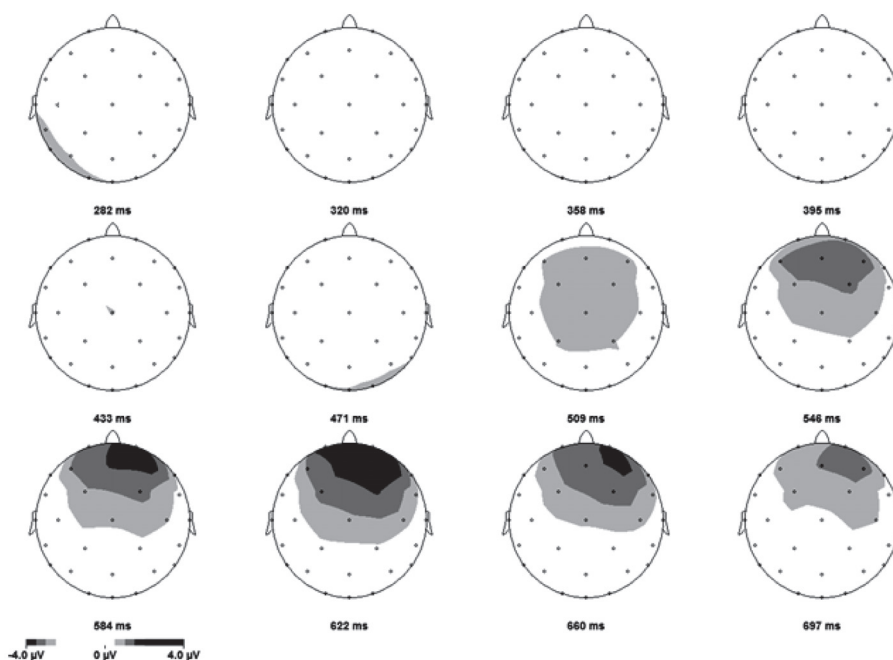 282 ms 320 ms 358 ms 395 ms
433 ms 471 ms 509 ms 546 ms
584 ms 622 ms 660 ms 697 ms
-4.0 µV 0 µV 4.0 µV